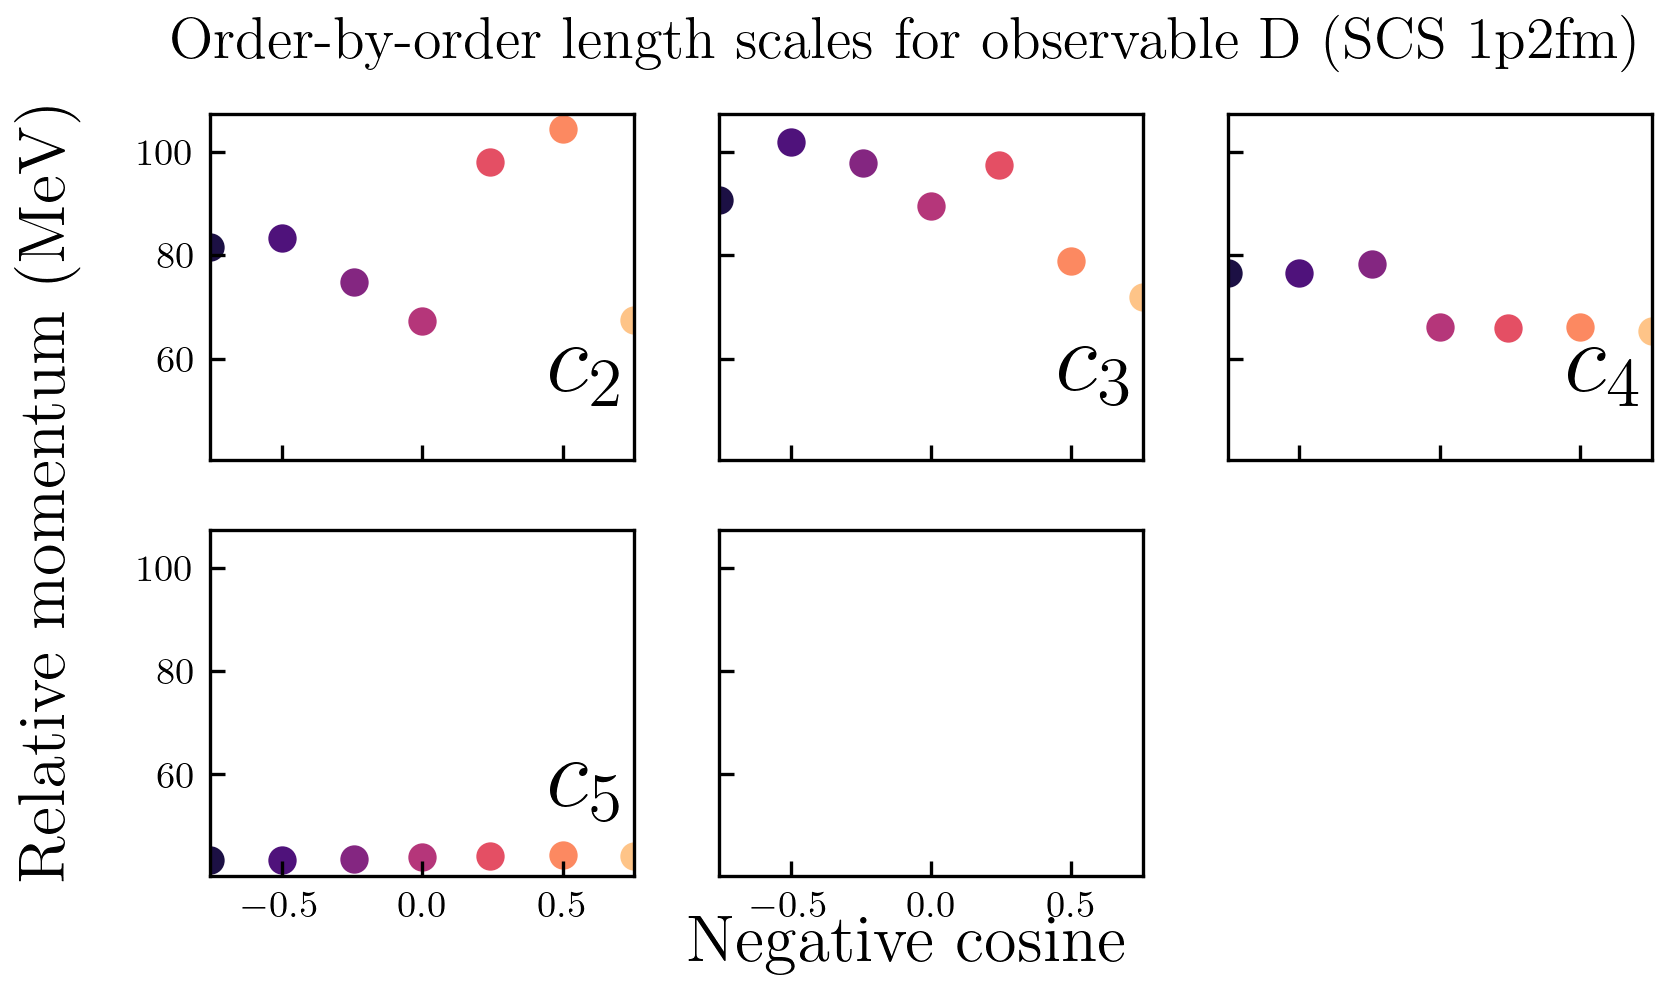 Order-by-order length scales for observable D (SCS 1p2fm)
Relative momentum (MeV)
100
80
60
c2
c3
c4
100
80
60
c5
−0.5 0.0 0.5
−0.5 0.0 0.5
Negative cosine